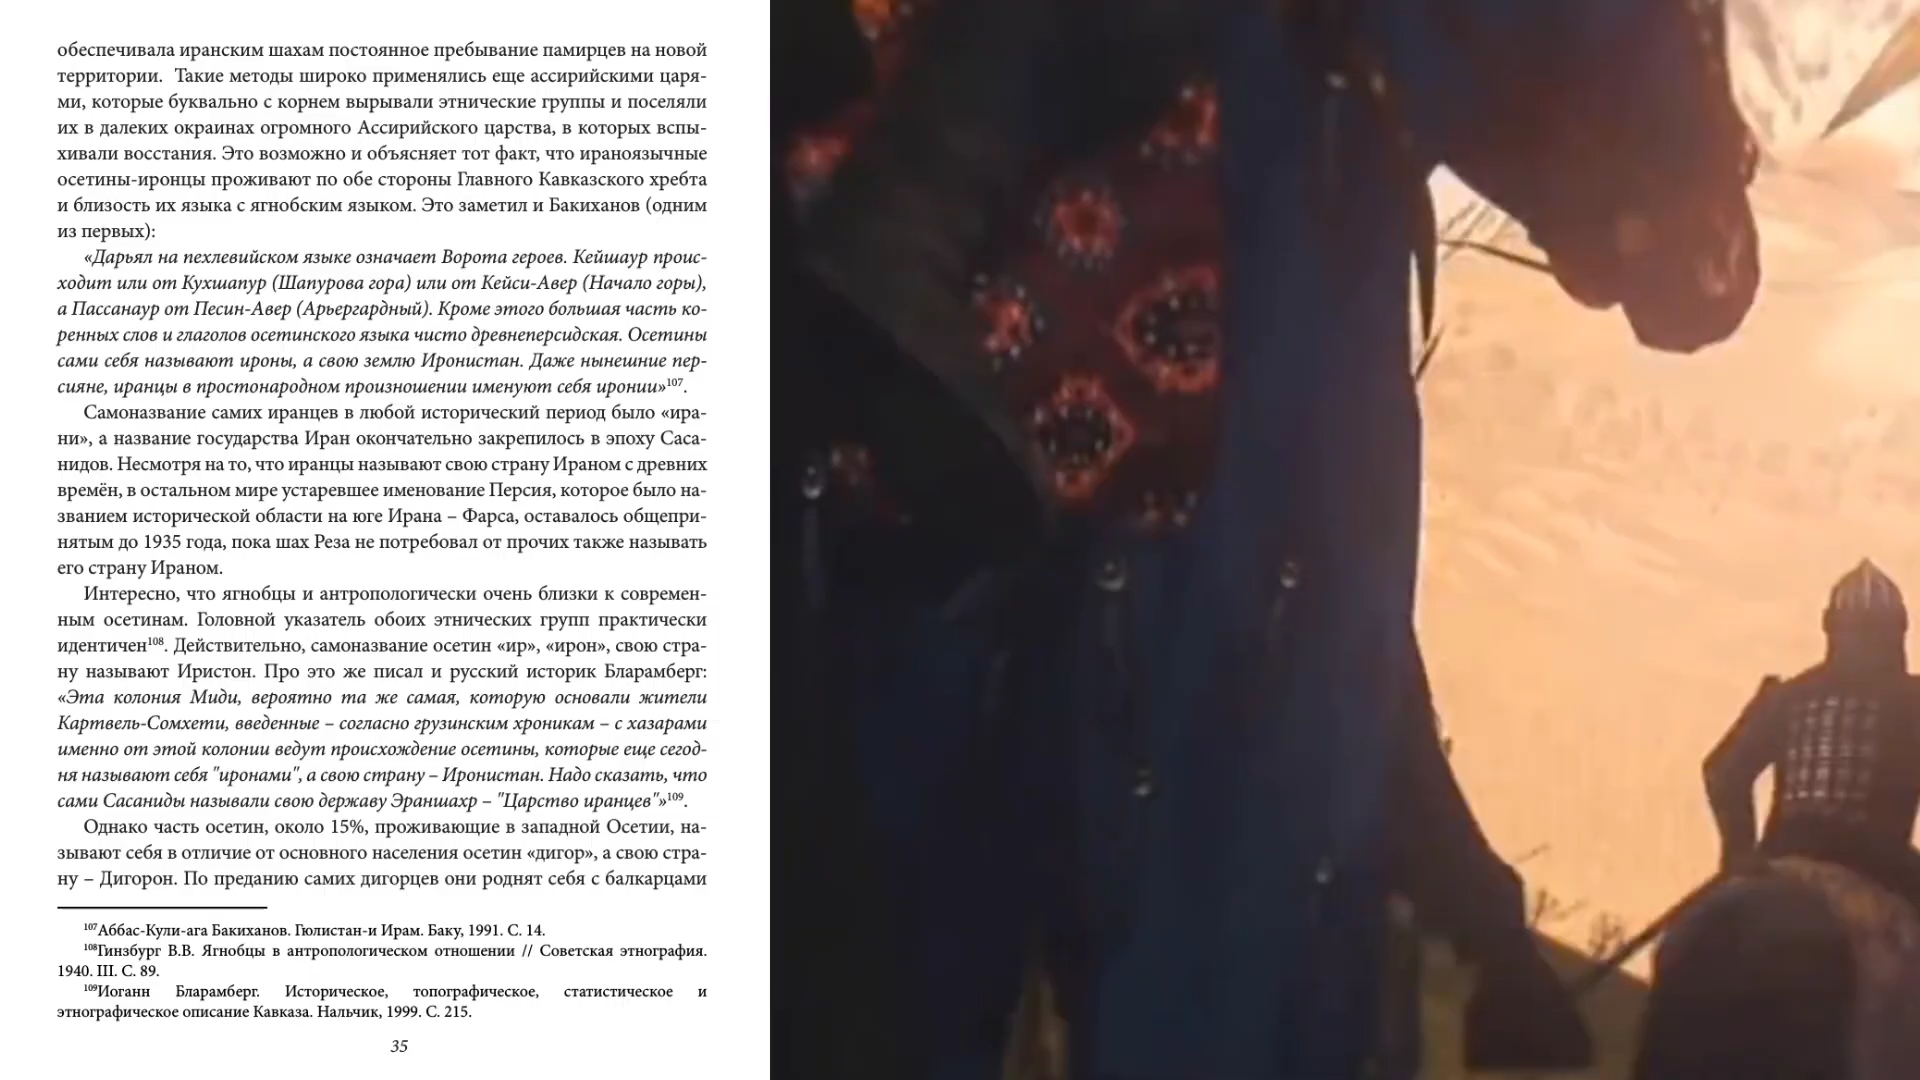 обеспечивала иранским шахам постоянное пребывание памирцев на новой
территории. Такие методы широко применялись еще ассирийскими царя-
ми, которые буквально с корнем вырывали этнические группы и поселяли
их в далеких окраинах огромного Ассирийского царства, в которых вспы-
хивали восстания. Это возможно и объясняет тот факт, что ираноязычные
осетины-иронцы проживают по обе стороны Главного Кавказского хребта
и близость их языка с ягнобским языком. Это заметил и Бакиханов (одним
из первых):
«Дарьял на пехлевийском языке означает Ворота героев. Кейшаур проис-
ходит или от Кухшапур (Шапурова гора) или от Кейси-Авер (Начало горы),
а Пассанаур от Песин-Авер (Арьергардный). Кроме этого большая часть ко-
ренных слов и глаголов осетинского языка чисто древнеперсидская. Осетины
сами себя называют ироны, а свою землю Иронистан. Даже нынешние пер-
сияне, иранцы в простонародном произношении именуют себя иронии»¹⁰⁷.
Самоназвание самих иранцев в любой исторический период было «ира-
ни», а название государства Иран окончательно закрепилось в эпоху Саса-
нидов. Несмотря на то, что иранцы называют свою страну Ираном с древних
времён, в остальном мире устаревшее именование Персия, которое было на-
званием исторической области на юге Ирана – Фарса, оставалось общепри-
нятым до 1935 года, пока шах Реза не потребовал от прочих также называть
его страну Ираном.
Интересно, что ягнобцы и антропологически очень близки к современ-
ным осетинам. Головной указатель обоих этнических групп практически
идентичен¹⁰⁸. Действительно, самоназвание осетин «ир», «ирон», свою стра-
ну называют Иристон. Про это же писал и русский историк Бларамберг:
«Эта колония Миди, вероятно та же самая, которую основали жители
Картвель-Сомхети, введенные – согласно грузинским хроникам – с хазарами
именно от этой колонии ведут происхождение осетины, которые еще сегод-
ня называют себя "иронами", а свою страну – Иронистан. Надо сказать, что
сами Сасаниды называли свою державу Эраншахр – "Царство иранцев"»¹⁰⁹.
Однако часть осетин, около 15%, проживающие в западной Осетии, на-
зывают себя в отличие от основного населения осетин «дигор», а свою стра-
ну – Дигорон. По преданию самих дигорцев они роднят себя с балкарцами
¹⁰⁷Аббас-Кули-ага Бакиханов. Гюлистан-и Ирам. Баку, 1991. С. 14.
¹⁰⁸Гинзбург В.В. Ягнобцы в антропологическом отношении // Советская этнография.
1940. III. С. 89.
¹⁰⁹Иоганн Бларамберг. Историческое, топографическое, статистическое и
этнографическое описание Кавказа. Нальчик, 1999. С. 215.
35